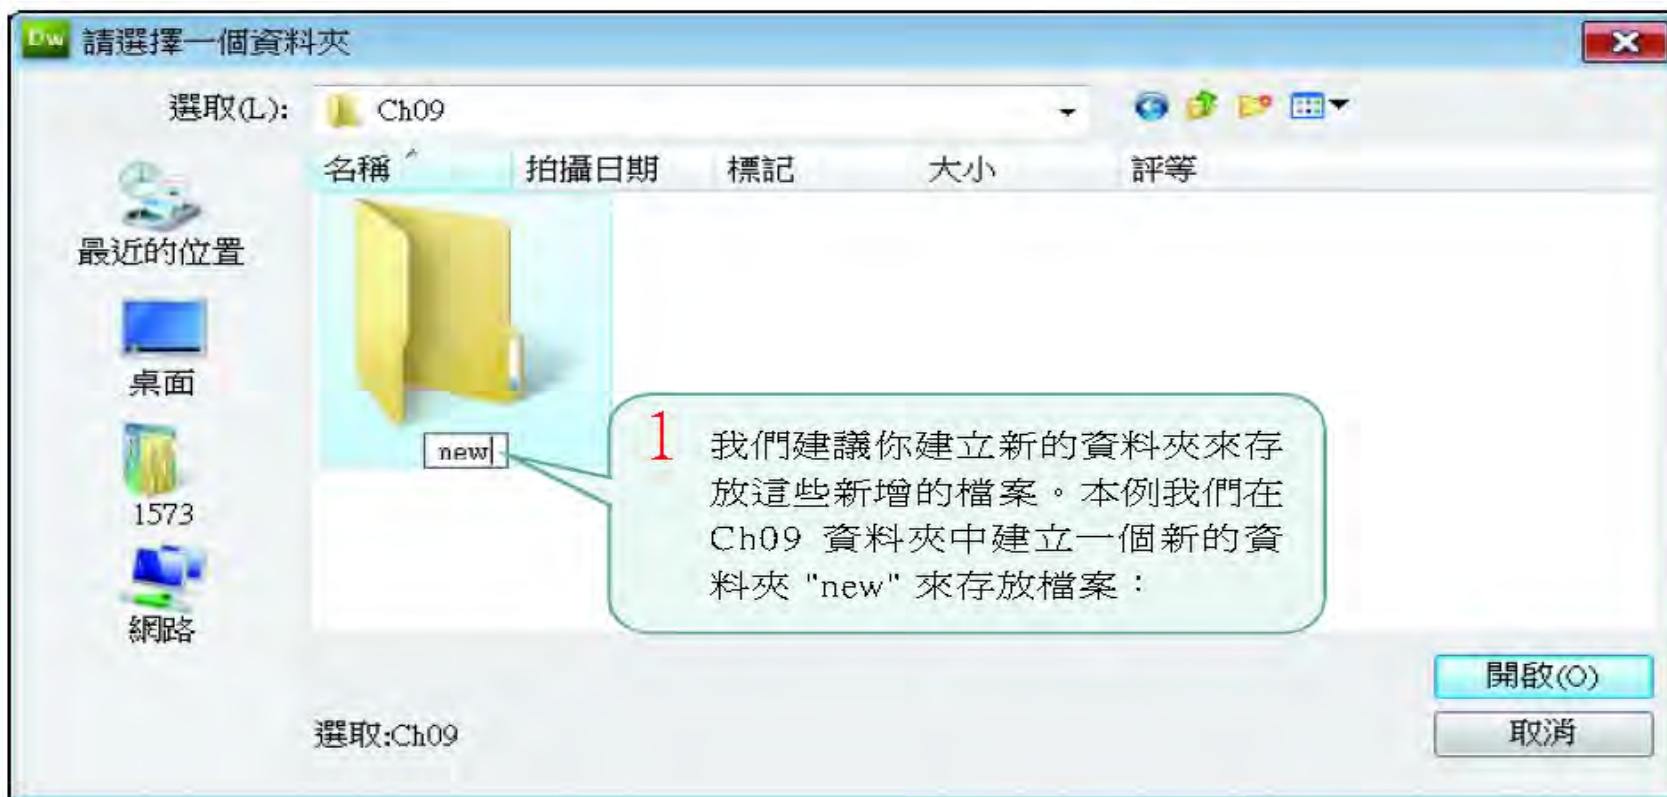 Dw 請選擇一個資料夾
選取(L): Ch09
名稱 拍攝日期 標記 大小 評等
最近的位置
桌面
1573
網路
new
1 我們建議你建立新的資料夾來存
放這些新增的檔案。本例我們在
Ch09 資料夾中建立一個新的資
料夾 "new" 來存放檔案：
開啟(O)
選取:Ch09
取消